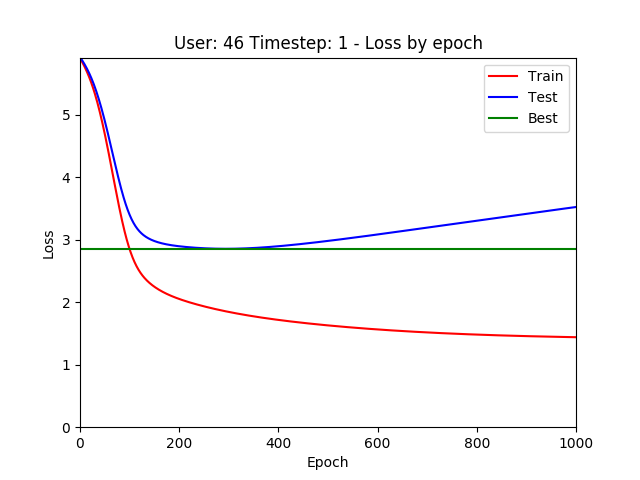 User: 46 Timestep: 1 - Loss by epoch
Train
Test
Best
Loss
5
4
3
2
1
0
0 200 400 600 800 1000
Epoch